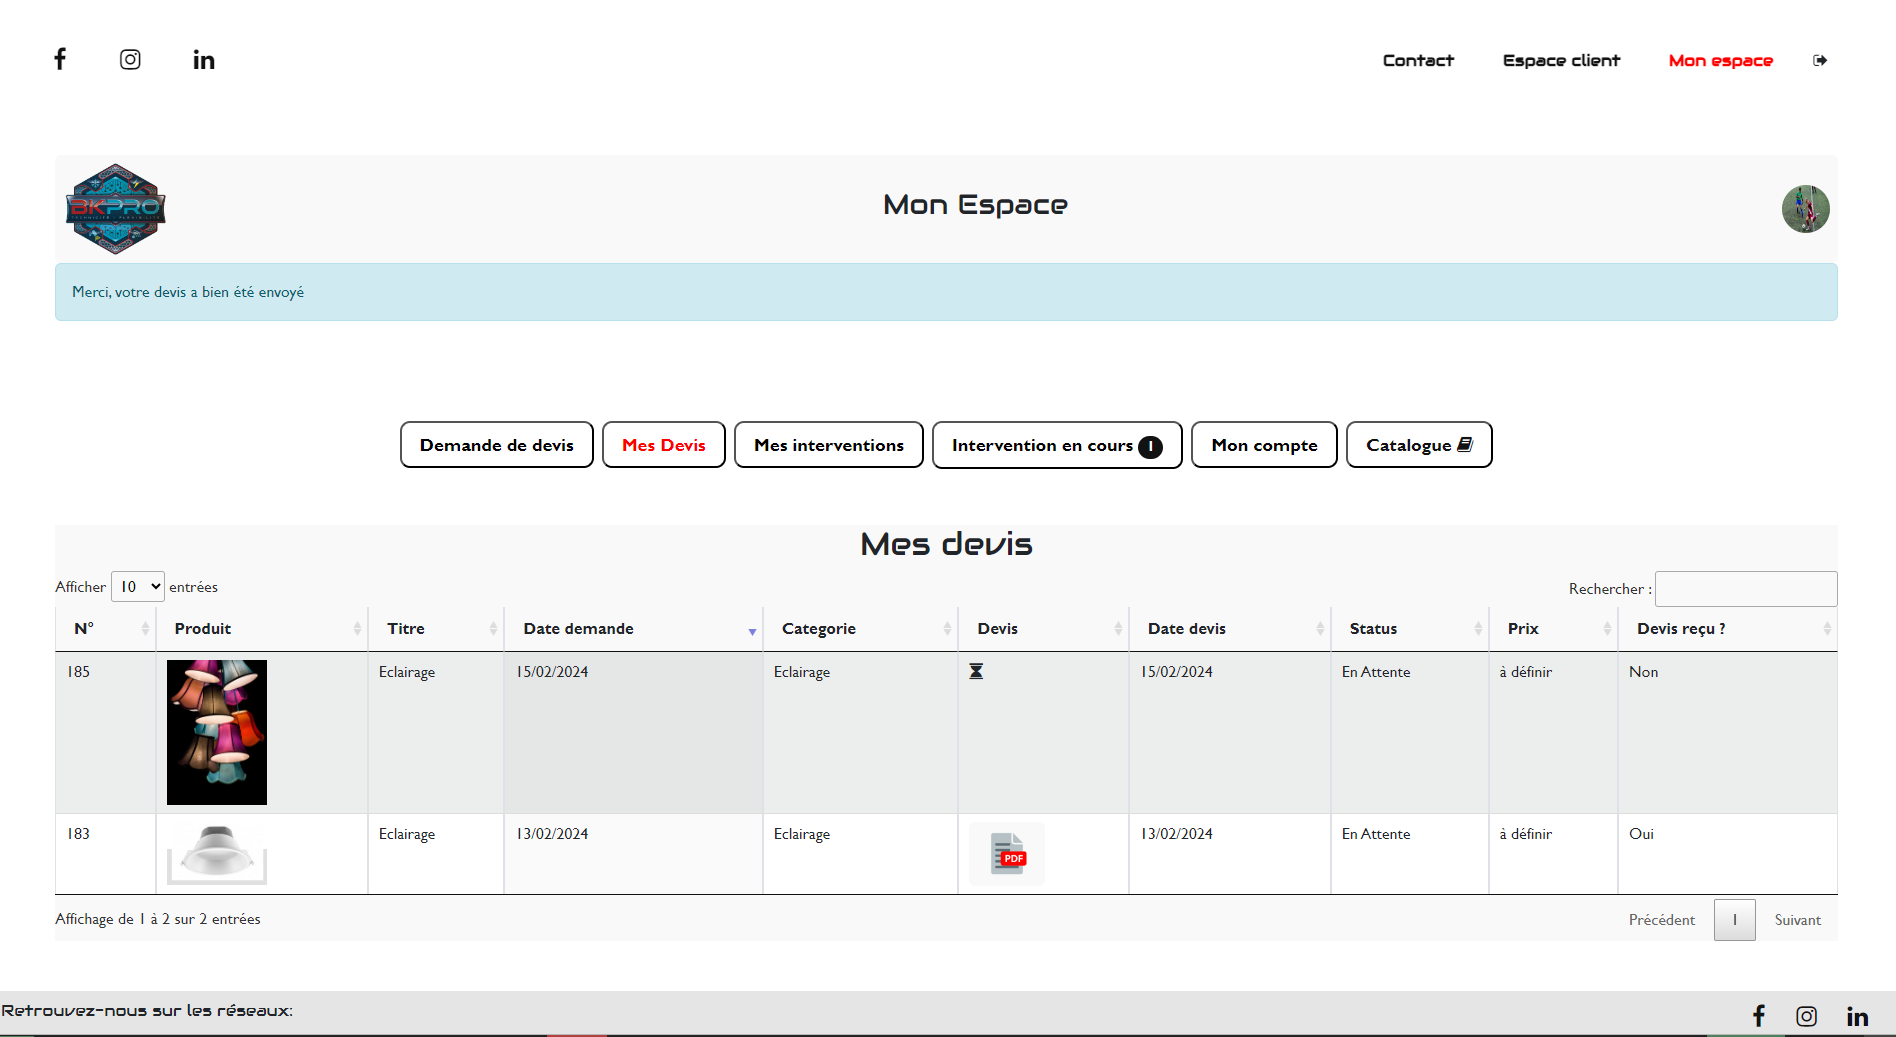 Contact Espace client Mon espace
BKPRO
TECHNICITÉ / FLEXIBILITÉ
Mon Espace
Merci, votre devis a bien été envoyé
Demande de devis Mes Devis Mes interventions Intervention en cours 1 Mon compte Catalogue
Mes devis
Afficher 10 entrées Rechercher :
N° Produit Titre Date demande Categorie Devis Date devis Status Prix Devis reçu ?
185 Eclairage 15/02/2024 Eclairage 15/02/2024 En Attente à définir Non
183 Eclairage 13/02/2024 Eclairage PDF 13/02/2024 En Attente à définir Oui
Affichage de 1 à 2 sur 2 entrées Précédent 1 Suivant
Retrouvez-nous sur les réseaux: